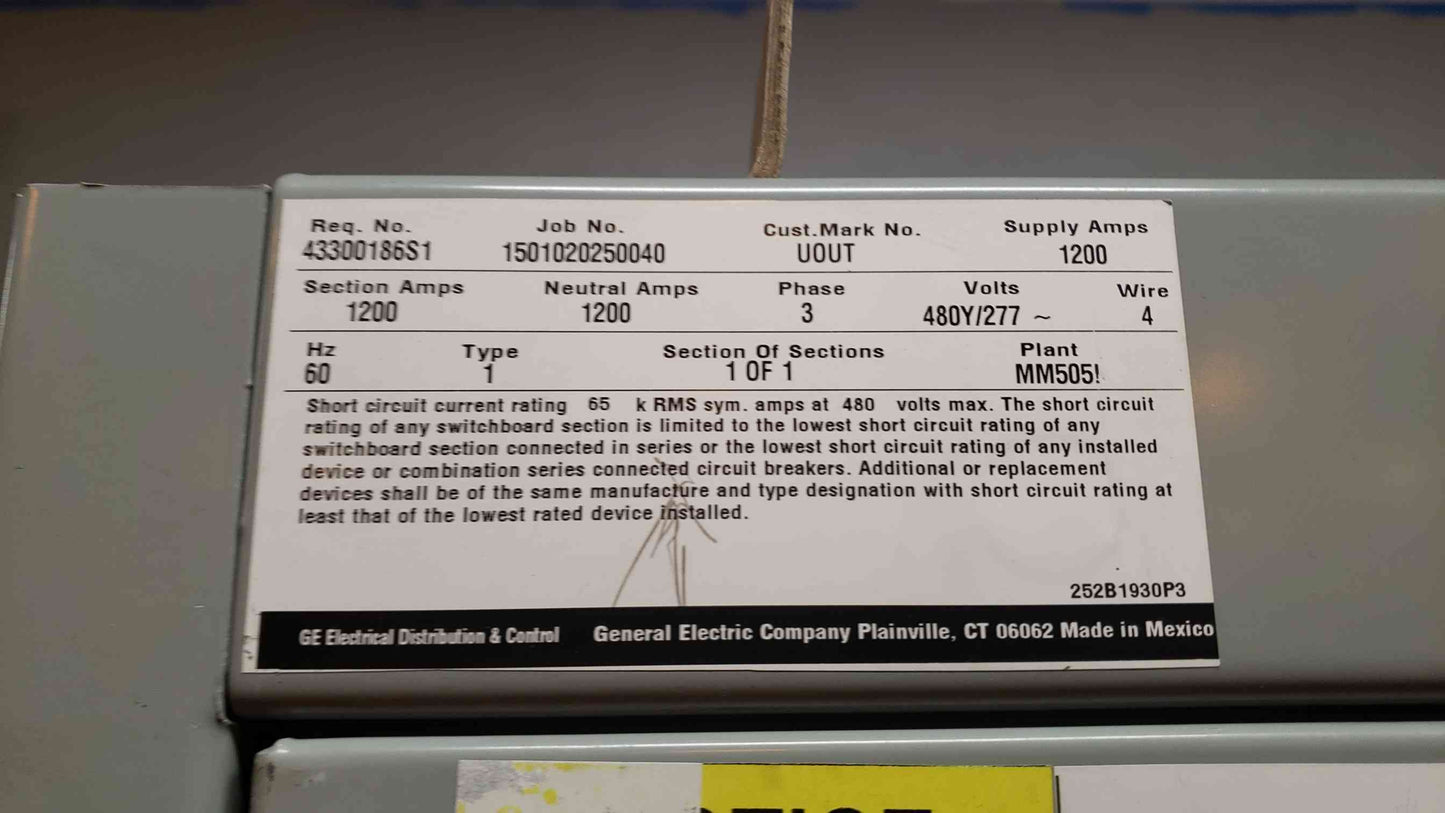 Req. No. Job No. Cust.Mark No. Supply Amps
43300186S1 1501020250040 UOUT 1200
Section Amps Neutral Amps Phase Volts Wire
1200 1200 3 480Y/277 ~ 4
Hz Type Section Of Sections Plant
60 1 1 OF 1 MM505!
Short circuit current rating 65 k RMS sym. amps at 480 volts max. The short circuit
rating of any switchboard section is limited to the lowest short circuit rating of any
switchboard section connected in series or the lowest short circuit rating of any installed
device or combination series connected circuit breakers. Additional or replacement
devices shall be of the same manufacture and type designation with short circuit rating at
least that of the lowest rated device installed.
252B1930P3
GE Electrical Distribution & Control General Electric Company Plainville, CT 06062 Made in Mexico